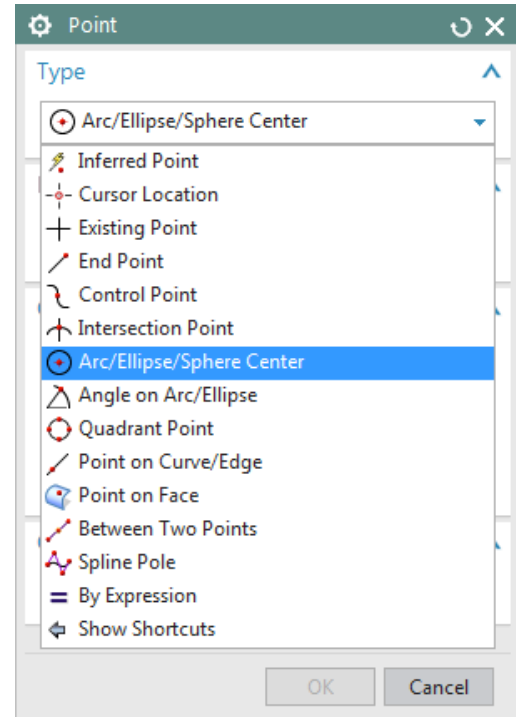 Point
Type
Arc/Ellipse/Sphere Center
Inferred Point
Cursor Location
Existing Point
End Point
Control Point
Intersection Point
Arc/Ellipse/Sphere Center
Angle on Arc/Ellipse
Quadrant Point
Point on Curve/Edge
Point on Face
Between Two Points
Spline Pole
By Expression
Show Shortcuts
OK Cancel